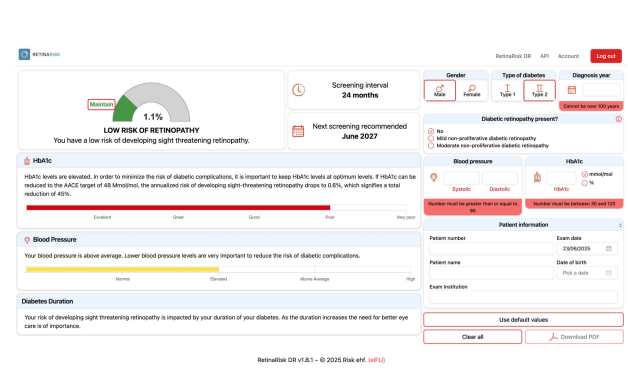 RETINARISK
RetinaRisk DR API Account Log out
Maintain
1.1%
LOW RISK OF RETINOPATHY
You have a low risk of developing sight threatening retinopathy.
Screening interval
24 months
Next screening recommended
June 2027
HbA1c
HbA1c levels are elevated. In order to minimize the risk of diabetic complications, it is important to keep HbA1c levels at optimum levels. If HbA1c can be
reduced to the AACE target of 48 Mmol/mol, the annualized risk of developing sight-threatening retinopathy drops to 0.6%, which signifies a total
reduction of 45%.
Excellent Great Good Poor Very poor
Blood Pressure
Your blood pressure is above average. Lower blood pressure levels are very important to reduce the risk of diabetic complications.
Normal Elevated Above Average High
Diabetes Duration
Your risk of developing sight threatening retinopathy is impacted by your duration of your diabetes. As the duration increases the need for better eye
care is of importance.
Gender
Male Female
Type of diabetes
Type 1 Type 2
Diagnosis year
Cannot be over 100 years
Diabetic retinopathy present?
No
Mild non-proliferative diabetic retinopathy
Moderate non-proliferative diabetic retinopathy
Blood pressure
Systolic Diastolic
Number must be greater than or equal to
90
HbA1c
mmol/mol
%
HbA1c
Number must be between 20 and 120
Patient information
Patient number Exam date
23/06/2025
Patient name Date of birth
Pick a date
Exam Institution
Use default values
Clear all Download PDF
RetinaRisk DR v1.8.1 – © 2025 Risk ehf. (eIFU)